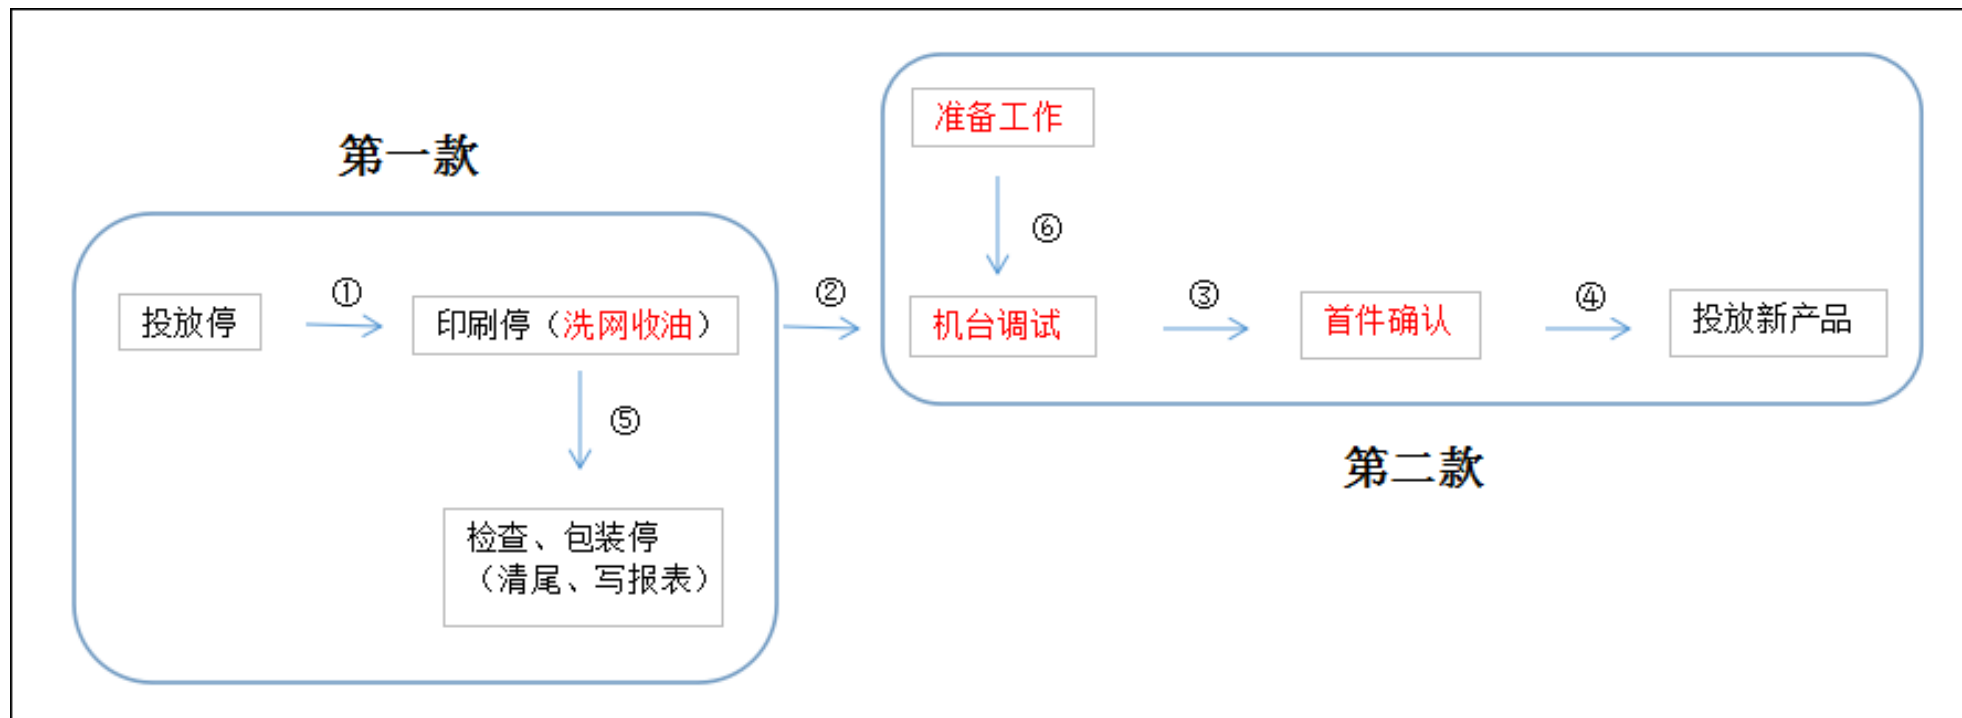 第一款
投放停
①
印刷停（洗网收油）
⑤
检查、包装停
（清尾、写报表）
②
准备工作
⑥
机台调试
③
首件确认
④
投放新产品
第二款